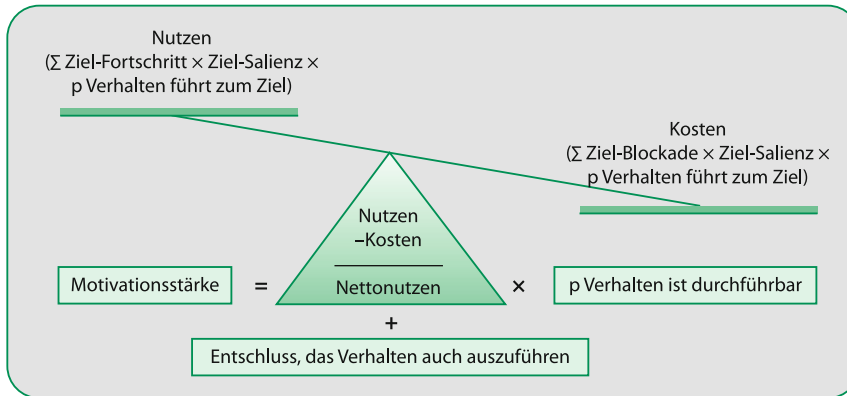 Nutzen
(Σ Ziel-Fortschritt × Ziel-Salienz ×
p Verhalten führt zum Ziel)
Kosten
(Σ Ziel-Blockade × Ziel-Salienz ×
p Verhalten führt zum Ziel)
Nutzen
–Kosten
Nettonutzen
Motivationsstärke = × p Verhalten ist durchführbar
+
Entschluss, das Verhalten auch auszuführen